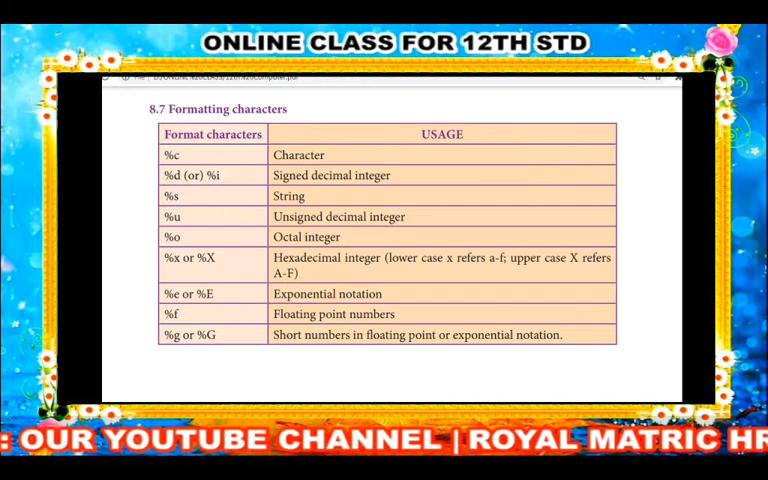 ONLINE CLASS FOR 12TH STD
8.7 Formatting characters
Format characters USAGE
%c Character
%d (or) %i Signed decimal integer
%s String
%u Unsigned decimal integer
%o Octal integer
%x or %X Hexadecimal integer (lower case x refers a-f; upper case X refers
A-F)
%e or %E Exponential notation
%f Floating point numbers
%g or %G Short numbers in floating point or exponential notation.
: OUR YOUTUBE CHANNEL | ROYAL MATRIC HR